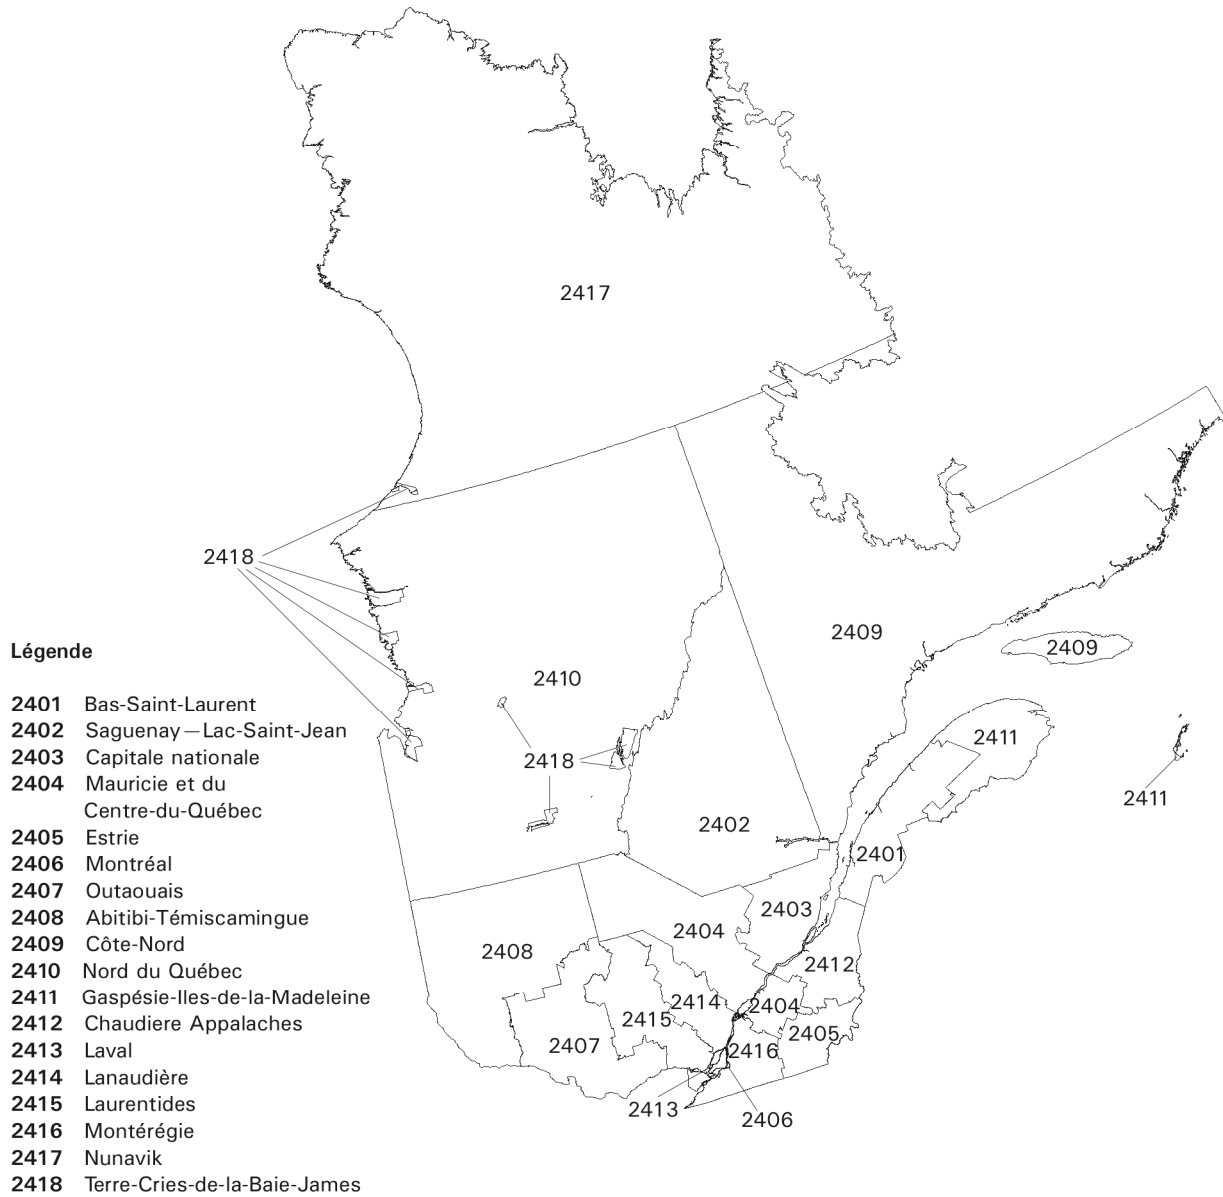 2417
2418
2409
2409
2410
2411
2418
2411
2402
2401
2403
2404
2408
2412
2414
2404
2415
2405
2407
2416
2413
2406
Légende
2401 Bas-Saint-Laurent
2402 Saguenay—Lac-Saint-Jean
2403 Capitale nationale
2404 Mauricie et du
Centre-du-Québec
2405 Estrie
2406 Montréal
2407 Outaouais
2408 Abitibi-Témiscamingue
2409 Côte-Nord
2410 Nord du Québec
2411 Gaspésie-Iles-de-la-Madeleine
2412 Chaudiere Appalaches
2413 Laval
2414 Lanaudière
2415 Laurentides
2416 Montérégie
2417 Nunavik
2418 Terre-Cries-de-la-Baie-James